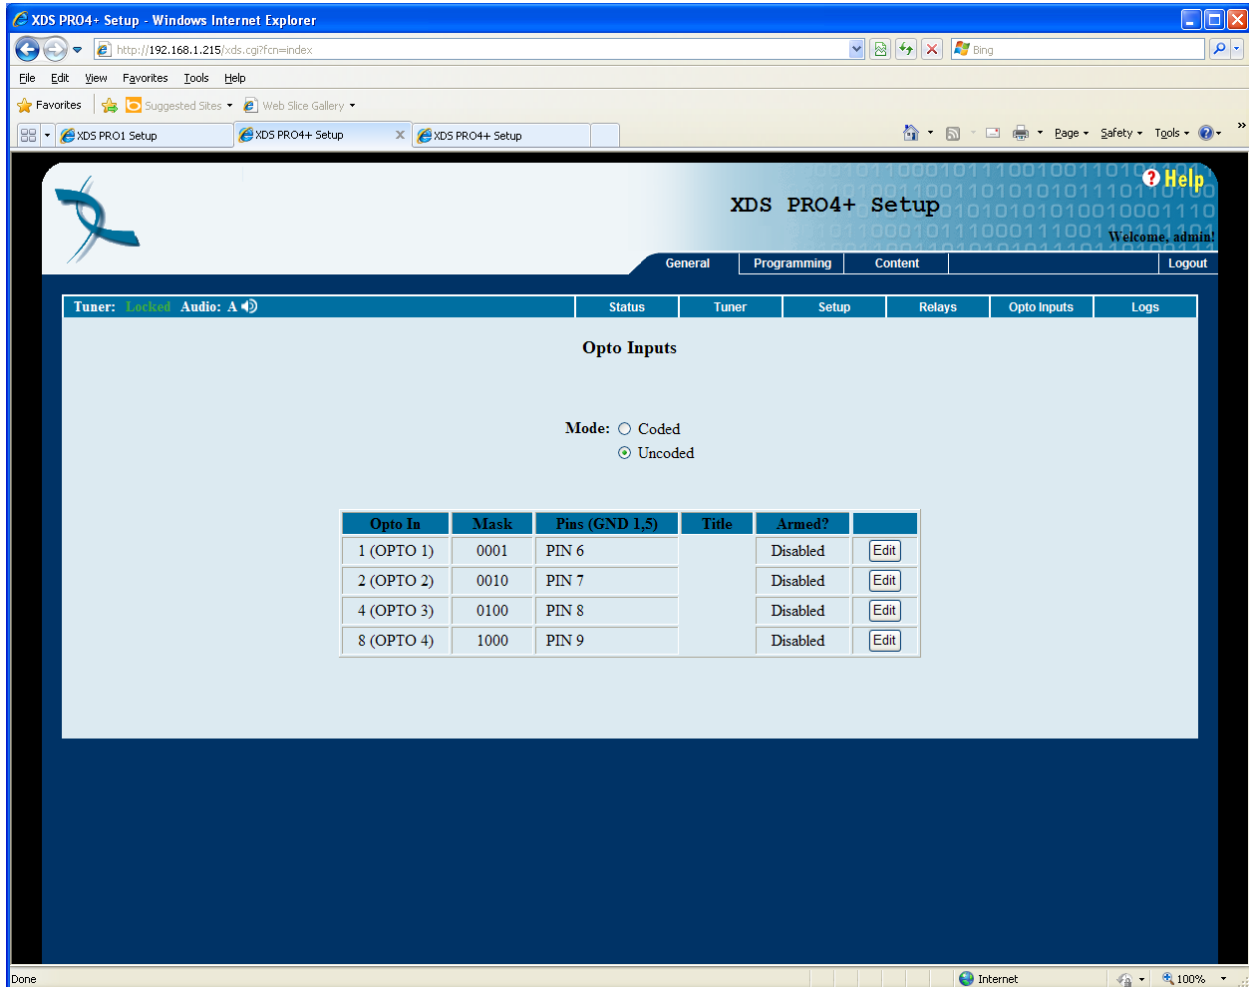 XDS PRO4+ Setup - Windows Internet Explorer
http://192.168.1.215/xds.cgi?fcn=index
Bing
File Edit View Favorites Tools Help
Favorites Suggested Sites Web Slice Gallery
XDS PRO1 Setup XDS PRO4+ Setup XDS PRO4+ Setup Page Safety Tools »
? Help
XDS PRO4+ Setup
Welcome, admin!
General Programming Content Logout
Tuner: Locked Audio: A Status Tuner Setup Relays Opto Inputs Logs
Opto Inputs
Mode: Coded
Uncoded
Opto In Mask Pins (GND 1,5) Title Armed?
1 (OPTO 1) 0001 PIN 6 Disabled Edit
2 (OPTO 2) 0010 PIN 7 Disabled Edit
4 (OPTO 3) 0100 PIN 8 Disabled Edit
8 (OPTO 4) 1000 PIN 9 Disabled Edit
Done Internet 100%